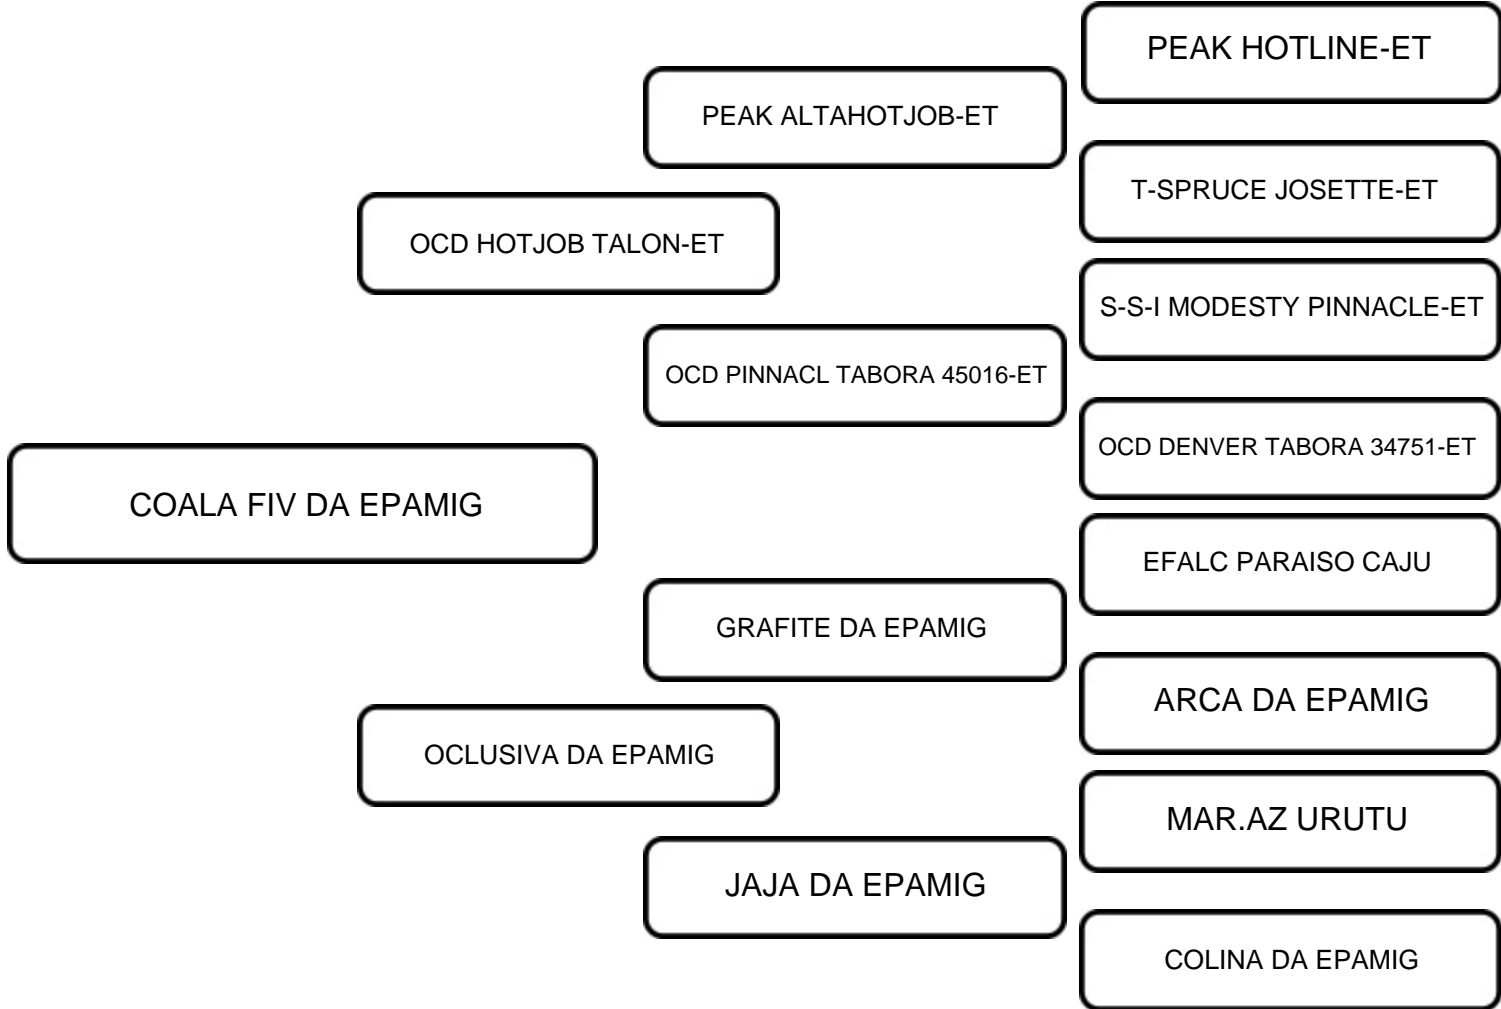 PEAK HOTLINE-ET
PEAK ALTAHOTJOB-ET
T-SPRUCE JOSETTE-ET
OCD HOTJOB TALON-ET
S-S-I MODESTY PINNACLE-ET
OCD PINNACL TABORA 45016-ET
OCD DENVER TABORA 34751-ET
COALA FIV DA EPAMIG
EFALC PARAISO CAJU
GRAFITE DA EPAMIG
ARCA DA EPAMIG
OCLUSIVA DA EPAMIG
MAR.AZ URUTU
JAJA DA EPAMIG
COLINA DA EPAMIG